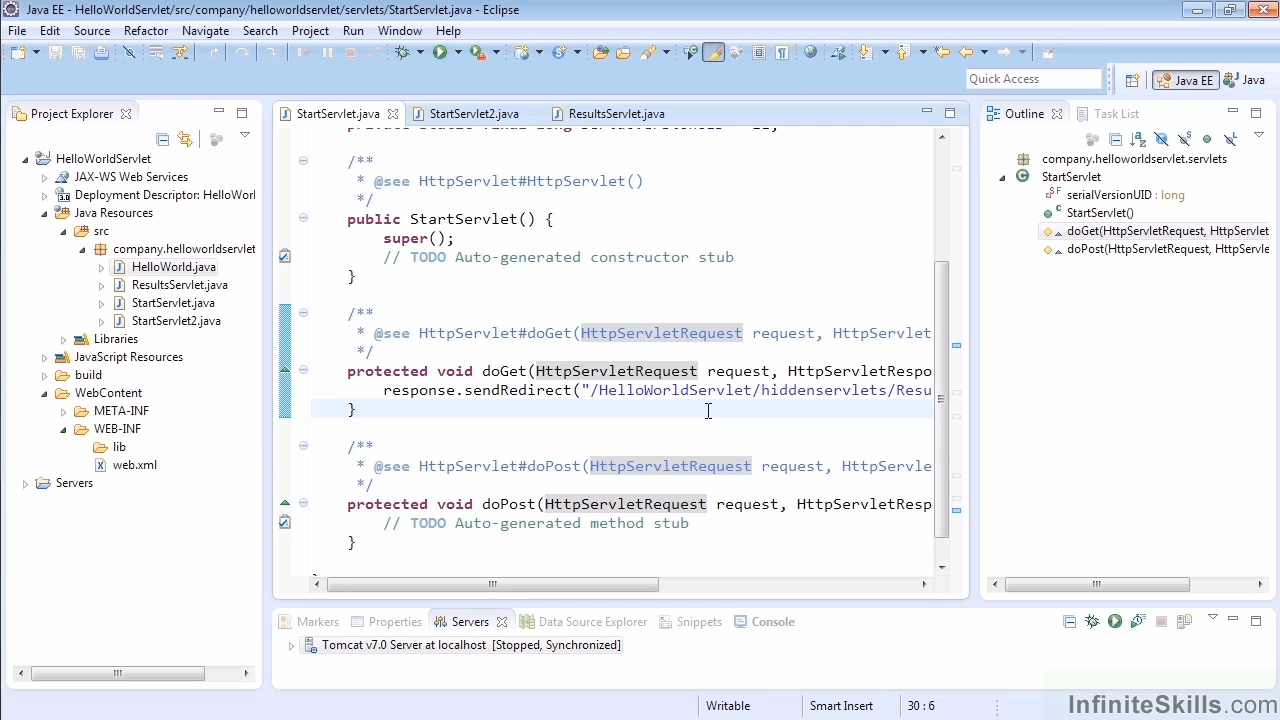 Java EE - HelloWorldServlet/src/company/helloworldservlet/servlets/StartServlet.java - Eclipse
File Edit Source Refactor Navigate Search Project Run Window Help
Quick Access
Java EE
Java
Project Explorer
StartServlet.java
StartServlet2.java
ResultsServlet.java
Outline
Task List
HelloWorldServlet
JAX-WS Web Services
Deployment Descriptor: HelloWorl
Java Resources
src
company.helloworldservlet
HelloWorld.java
ResultsServlet.java
StartServlet.java
StartServlet2.java
Libraries
JavaScript Resources
build
WebContent
META-INF
WEB-INF
lib
web.xml
Servers
/**
* @see HttpServlet#HttpServlet()
*/
public StartServlet() {
super();
// TODO Auto-generated constructor stub
}
/**
* @see HttpServlet#doGet(HttpServletRequest request, HttpServlet
*/
protected void doGet(HttpServletRequest request, HttpServletRespo
response.sendRedirect("/HelloWorldServlet/hiddenservlets/Resu
}
/**
* @see HttpServlet#doPost(HttpServletRequest request, HttpServle
*/
protected void doPost(HttpServletRequest request, HttpServletResp
// TODO Auto-generated method stub
}
company.helloworldservlet.servlets
StartServlet
serialVersionUID : long
StartServlet()
doGet(HttpServletRequest, HttpServlet
doPost(HttpServletRequest, HttpServle
Markers
Properties
Servers
Data Source Explorer
Snippets
Console
Tomcat v7.0 Server at localhost [Stopped, Synchronized]
Writable
Smart Insert
30 : 6
InfiniteSkills.com